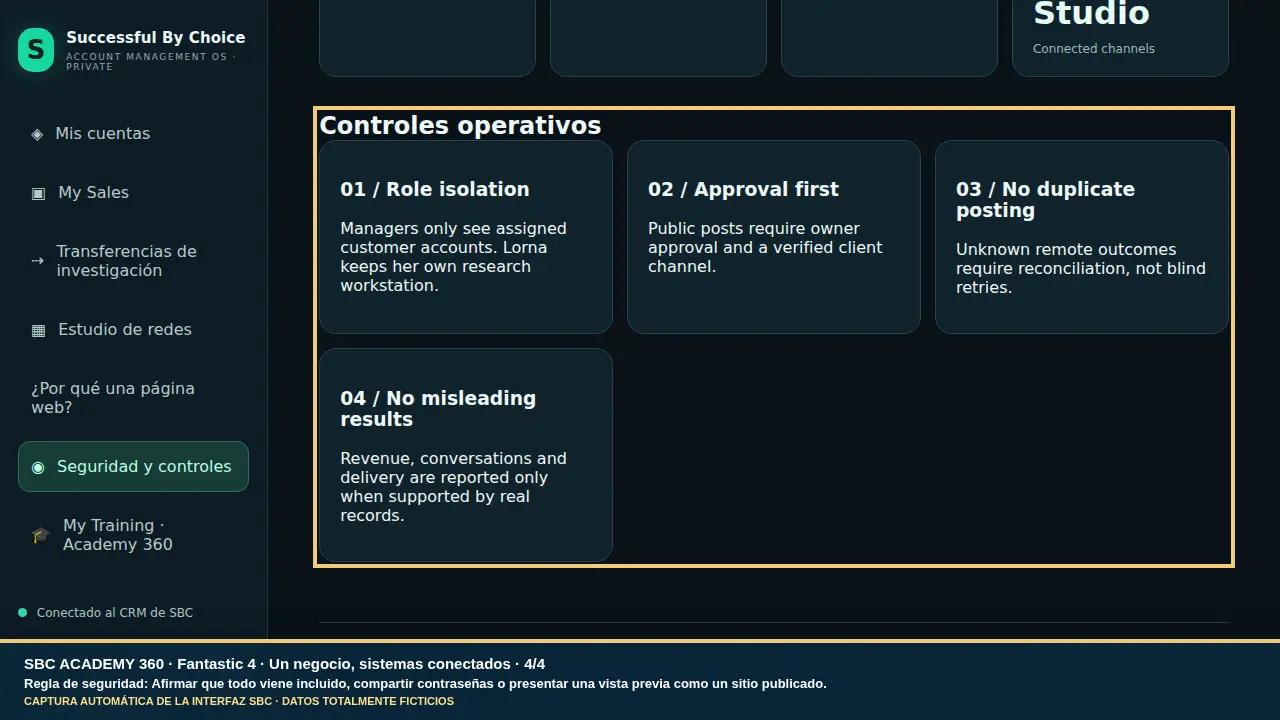 S
Successful By Choice
ACCOUNT MANAGEMENT OS ·
PRIVATE
Mis cuentas
My Sales
Transferencias de
investigación
Estudio de redes
¿Por qué una página
web?
Seguridad y controles
My Training ·
Academy 360
Conectado al CRM de SBC
Studio
Connected channels
Controles operativos
01 / Role isolation
Managers only see assigned
customer accounts. Lorna
keeps her own research
workstation.
02 / Approval first
Public posts require owner
approval and a verified client
channel.
03 / No duplicate
posting
Unknown remote outcomes
require reconciliation, not blind
retries.
04 / No misleading
results
Revenue, conversations and
delivery are reported only
when supported by real
records.
SBC ACADEMY 360 · Fantastic 4 · Un negocio, sistemas conectados · 4/4
Regla de seguridad: Afirmar que todo viene incluido, compartir contraseñas o presentar una vista previa como un sitio publicado.
CAPTURA AUTOMÁTICA DE LA INTERFAZ SBC · DATOS TOTALMENTE FICTICIOS